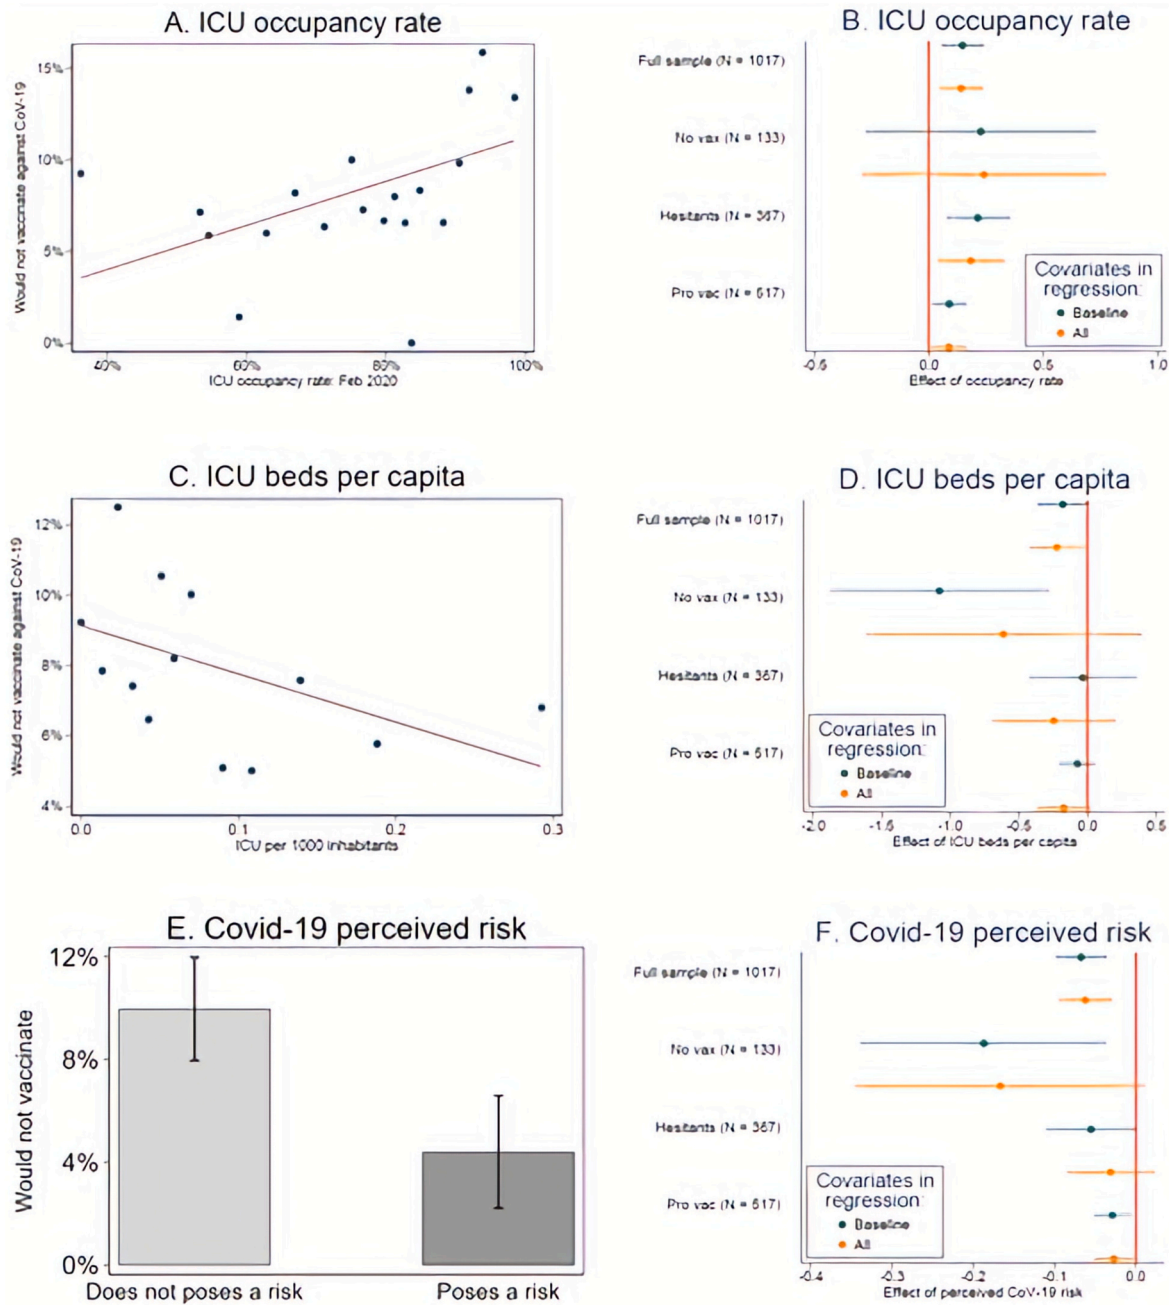 A. ICU occupancy rate
Would not vaccinate against CoV-19
15%
10%
5%
0%
40%
60%
80%
100%
ICU occupancy rate: Feb 2020
B. ICU occupancy rate
Full sample (N = 1017)
No vax (N = 133)
Hesitants (N = 367)
Pro vac (N = 517)
Covariates in
regression:
Baseline
All
-0.5
0.0
0.5
1.0
Effect of occupancy rate
C. ICU beds per capita
Would not vaccinate against CoV-19
12%
10%
8%
6%
4%
0.0
0.1
0.2
0.3
ICU per 1000 inhabitants
D. ICU beds per capita
Full sample (N = 1017)
No vax (N = 133)
Hesitants (N = 367)
Pro vac (N = 517)
Covariates in
regression:
Baseline
All
-2.0
-1.5
-1.0
-0.5
0.0
0.5
Effect of ICU beds per capita
E. Covid-19 perceived risk
Would not vaccinate
12%
8%
4%
0%
Does not poses a risk
Poses a risk
F. Covid-19 perceived risk
Full sample (N = 1017)
No vax (N = 133)
Hesitants (N = 367)
Pro vac (N = 517)
Covariates in
regression:
Baseline
All
-0.4
-0.3
-0.2
-0.1
0.0
Effect of perceived CoV-19 risk